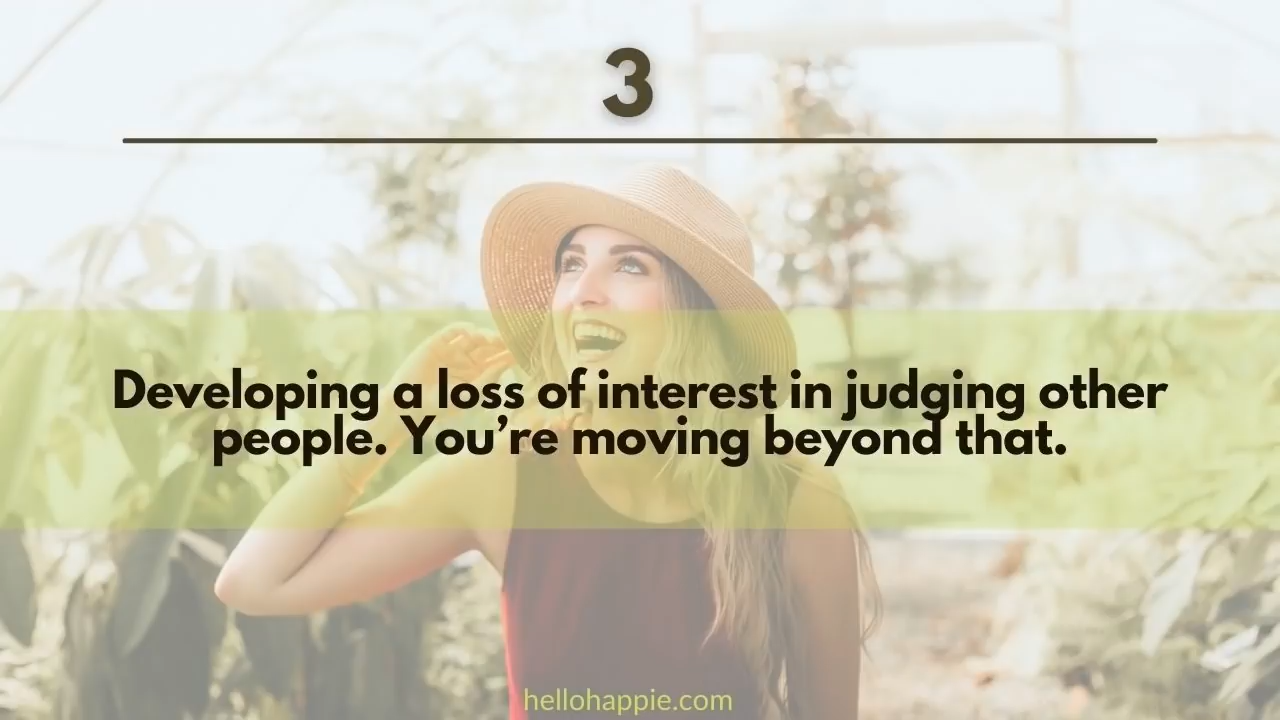 3
Developing a loss of interest in judging other
people. You’re moving beyond that.
hellohappie.com